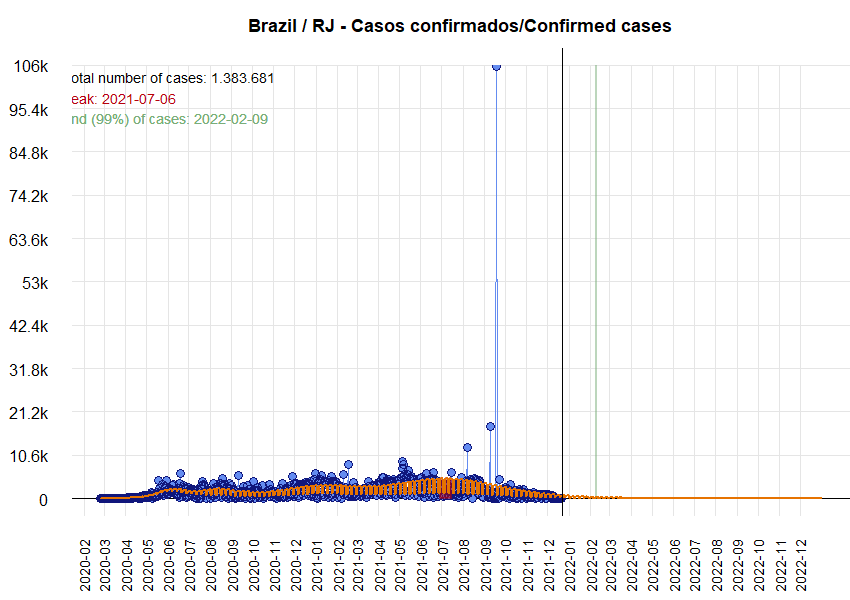 Brazil / RJ - Casos confirmados/Confirmed cases
106k
95.4k
84.8k
74.2k
63.6k
53k
42.4k
31.8k
21.2k
10.6k
0
otal number of cases: 1.383.681
eak: 2021-07-06
nd (99%) of cases: 2022-02-09
2020-02
2020-03
2020-04
2020-05
2020-06
2020-07
2020-08
2020-09
2020-10
2020-11
2020-12
2021-01
2021-02
2021-03
2021-04
2021-05
2021-06
2021-07
2021-08
2021-09
2021-10
2021-11
2021-12
2022-01
2022-02
2022-03
2022-04
2022-05
2022-06
2022-07
2022-08
2022-09
2022-10
2022-11
2022-12